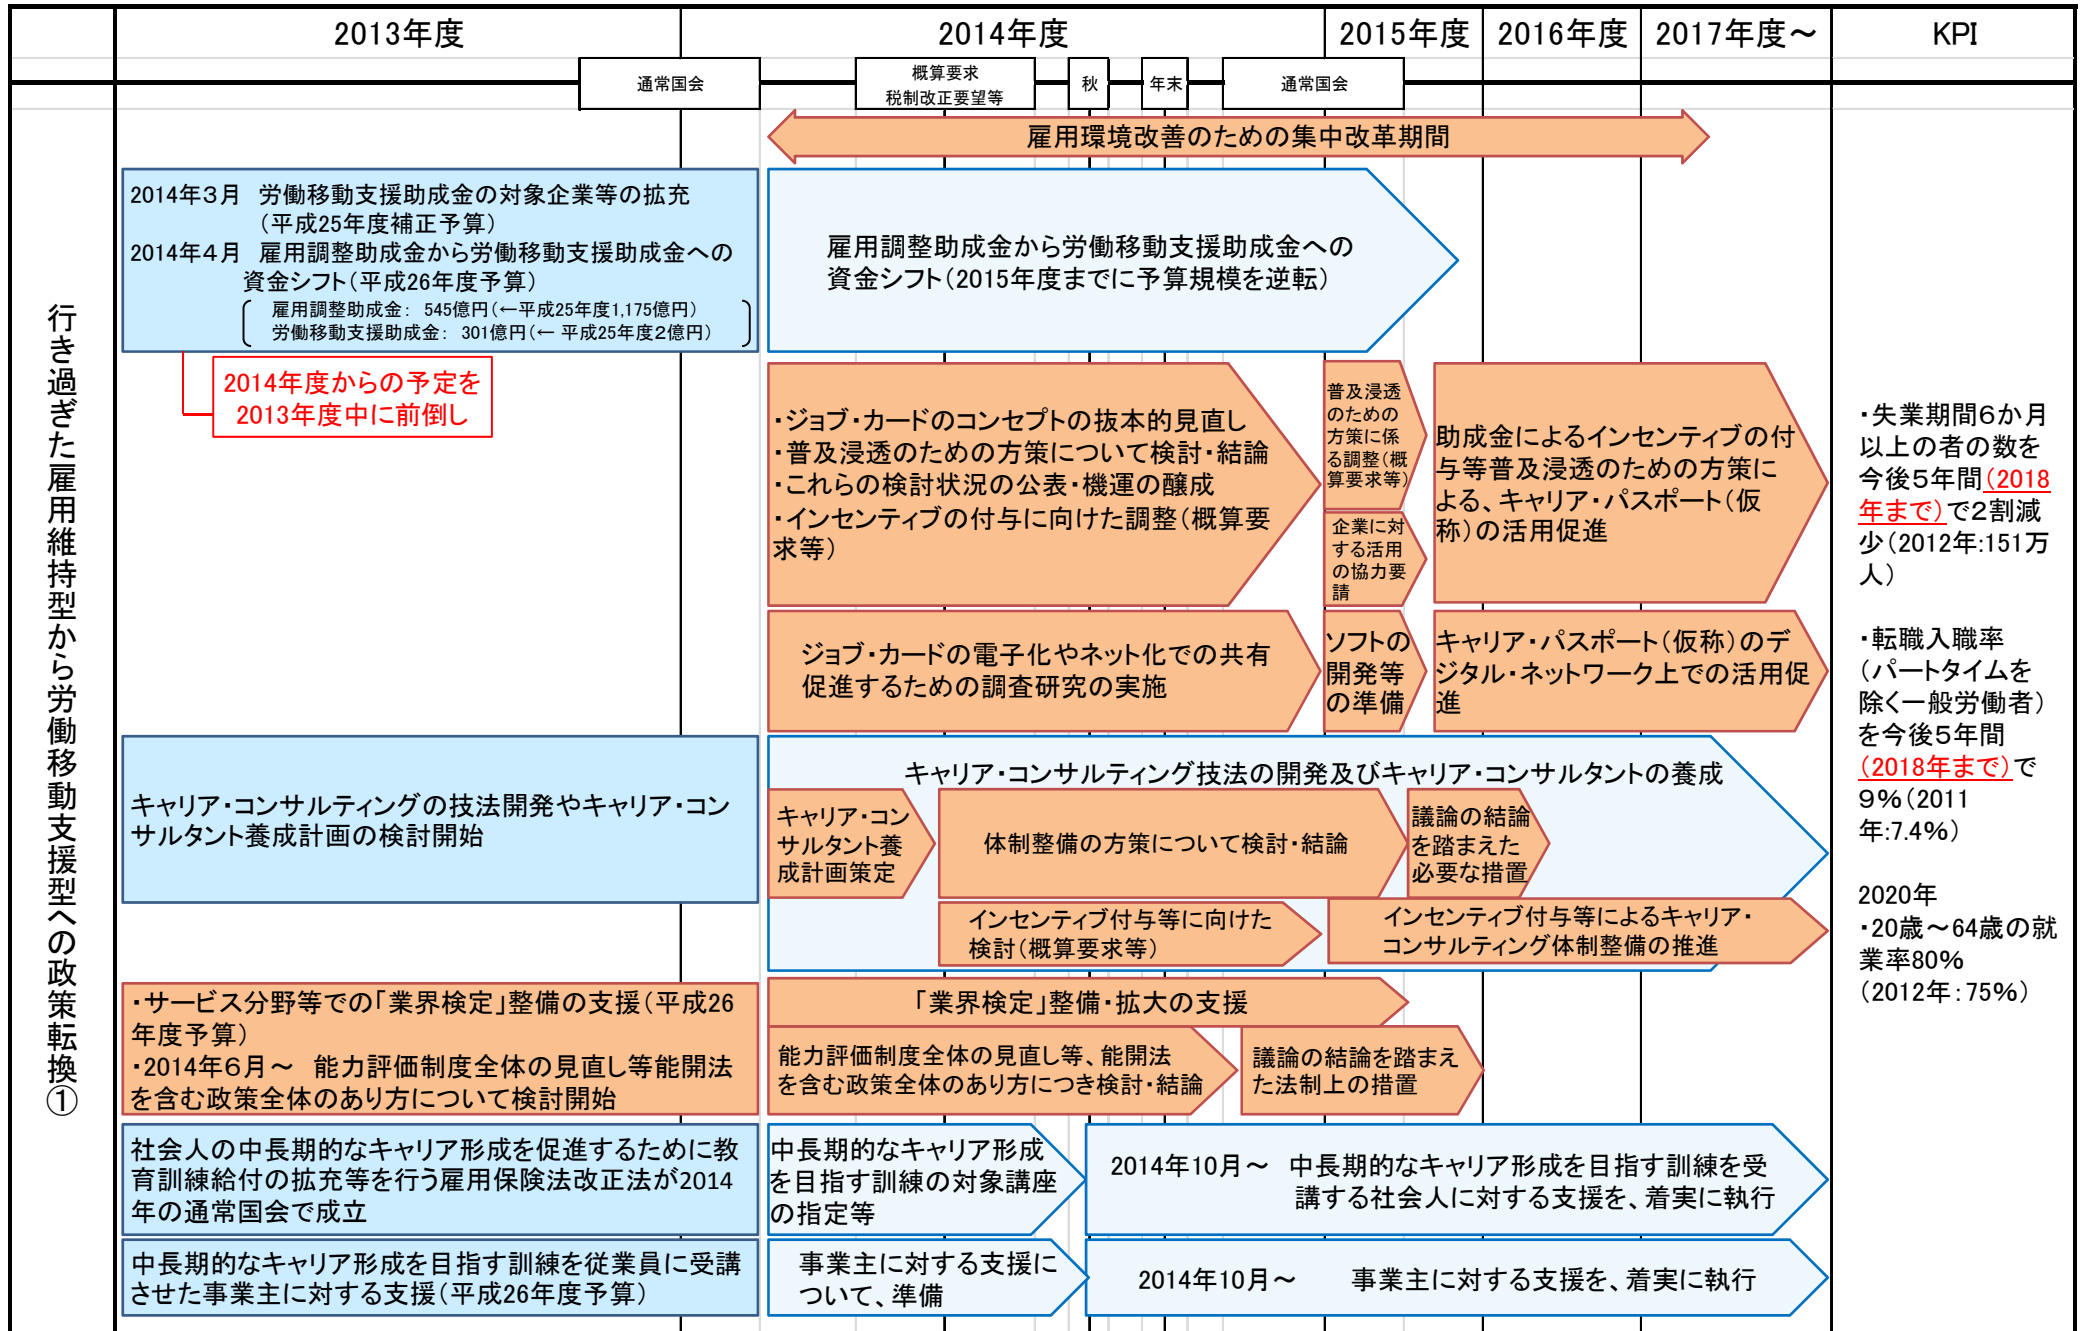 2013年度
2014年度
2015年度
2016年度
2017年度～
KPI
通常国会
概算要求
税制改正要望等
秋
年末
通常国会
行き過ぎた雇用維持型から労働移動支援型への政策転換①
雇用環境改善のための集中改革期間
2014年3月　労働移動支援助成金の対象企業等の拡充
（平成25年度補正予算）
2014年4月　雇用調整助成金から労働移動支援助成金への
資金シフト（平成26年度予算）
雇用調整助成金：　545億円（←平成25年度1,175億円）
労働移動支援助成金：　301億円（← 平成25年度２億円）
雇用調整助成金から労働移動支援助成金への
資金シフト（2015年度までに予算規模を逆転）
2014年度からの予定を
2013年度中に前倒し
・ジョブ・カードのコンセプトの抜本的見直し
・普及浸透のための方策について検討・結論
・これらの検討状況の公表・機運の醸成
・インセンティブの付与に向けた調整（概算要
求等）
普及浸透
のための
方策に係
る調整（概
算要求等）
企業に対
する活用
の協力要
請
助成金によるインセンティブの付
与等普及浸透のための方策に
よる、キャリア・パスポート（仮
称）の活用促進
ジョブ・カードの電子化やネット化での共有
促進するための調査研究の実施
ソフトの
開発等
の準備
キャリア・パスポート（仮称）のデ
ジタル・ネットワーク上での活用促
進
キャリア・コンサルティングの技法開発やキャリア・コン
サルタント養成計画の検討開始
キャリア・コンサルティング技法の開発及びキャリア・コンサルタントの養成
キャリア・コン
サルタント養
成計画策定
体制整備の方策について検討・結論
議論の結論
を踏まえた
必要な措置
インセンティブ付与等に向けた
検討（概算要求等）
インセンティブ付与等によるキャリア・
コンサルティング体制整備の推進
・サービス分野等での「業界検定」整備の支援（平成26
年度予算）
・2014年６月～　能力評価制度全体の見直し等能開法
を含む政策全体のあり方について検討開始
「業界検定」整備・拡大の支援
能力評価制度全体の見直し等、能開法
を含む政策全体のあり方につき検討・結論
議論の結論を踏まえ
た法制上の措置
社会人の中長期的なキャリア形成を促進するために教
育訓練給付の拡充等を行う雇用保険法改正法が2014
年の通常国会で成立
中長期的なキャリア形成
を目指す訓練の対象講座
の指定等
2014年10月～　中長期的なキャリア形成を目指す訓練を受
講する社会人に対する支援を、着実に執行
中長期的なキャリア形成を目指す訓練を従業員に受講
させた事業主に対する支援（平成26年度予算）
事業主に対する支援に
ついて、準備
2014年10月～　　事業主に対する支援を、着実に執行
・失業期間６か月
以上の者の数を
今後５年間（2018
年まで）で２割減
少（2012年:151万
人）
・転職入職率
（パートタイムを
除く一般労働者）
を今後５年間
（2018年まで）で
９％（2011
年:7.4％）
2020年
・20歳～64歳の就
業率80％
（2012年：75％）